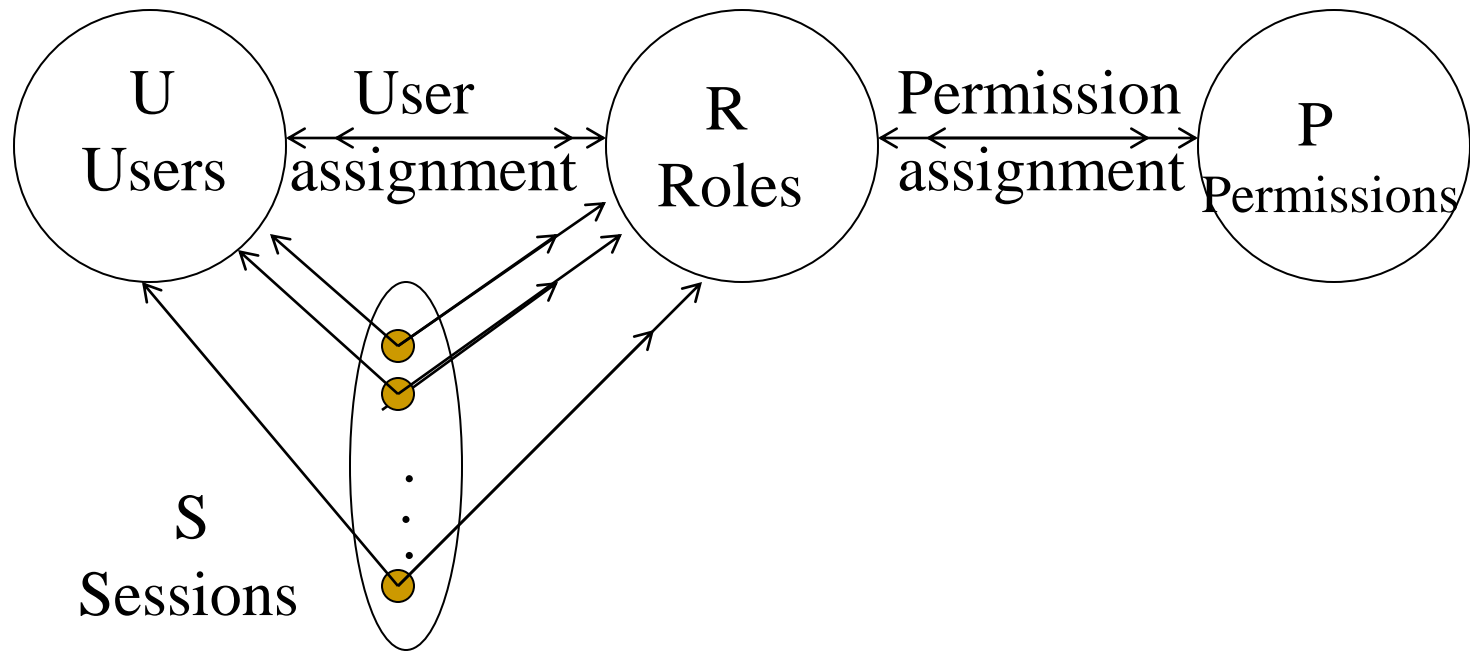 U
Users
User
assignment
R
Roles
Permission
assignment
P
Permissions
S
Sessions